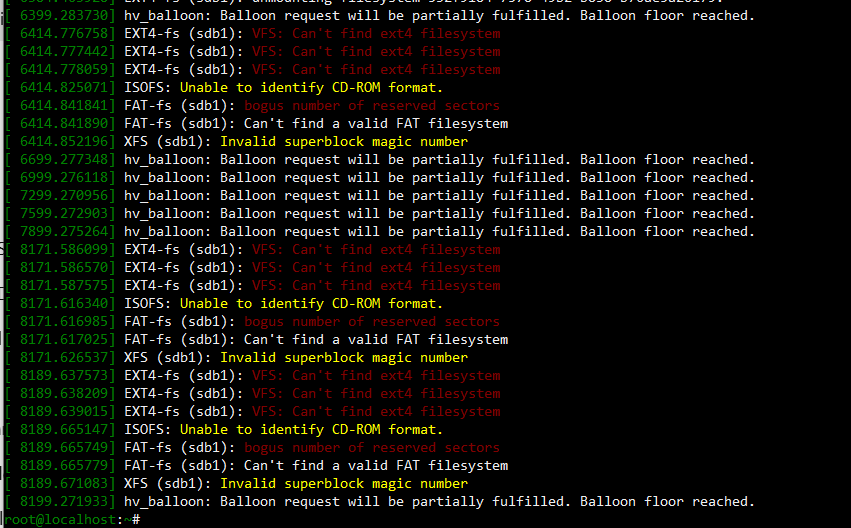 [ 6399.283730] hv_balloon: Balloon request will be partially fulfilled. Balloon floor reached.
[ 6414.776758] EXT4-fs (sdb1): VFS: Can't find ext4 filesystem
[ 6414.777442] EXT4-fs (sdb1): VFS: Can't find ext4 filesystem
[ 6414.778059] EXT4-fs (sdb1): VFS: Can't find ext4 filesystem
[ 6414.825071] ISOFS: Unable to identify CD-ROM format.
[ 6414.841841] FAT-fs (sdb1): bogus number of reserved sectors
[ 6414.841890] FAT-fs (sdb1): Can't find a valid FAT filesystem
[ 6414.852196] XFS (sdb1): Invalid superblock magic number
[ 6699.277348] hv_balloon: Balloon request will be partially fulfilled. Balloon floor reached.
[ 6999.276118] hv_balloon: Balloon request will be partially fulfilled. Balloon floor reached.
[ 7299.270956] hv_balloon: Balloon request will be partially fulfilled. Balloon floor reached.
[ 7599.272903] hv_balloon: Balloon request will be partially fulfilled. Balloon floor reached.
[ 7899.275264] hv_balloon: Balloon request will be partially fulfilled. Balloon floor reached.
[ 8171.586099] EXT4-fs (sdb1): VFS: Can't find ext4 filesystem
[ 8171.586570] EXT4-fs (sdb1): VFS: Can't find ext4 filesystem
[ 8171.587575] EXT4-fs (sdb1): VFS: Can't find ext4 filesystem
[ 8171.616340] ISOFS: Unable to identify CD-ROM format.
[ 8171.616985] FAT-fs (sdb1): bogus number of reserved sectors
[ 8171.617025] FAT-fs (sdb1): Can't find a valid FAT filesystem
[ 8171.626537] XFS (sdb1): Invalid superblock magic number
[ 8189.637573] EXT4-fs (sdb1): VFS: Can't find ext4 filesystem
[ 8189.638209] EXT4-fs (sdb1): VFS: Can't find ext4 filesystem
[ 8189.639015] EXT4-fs (sdb1): VFS: Can't find ext4 filesystem
[ 8189.665147] ISOFS: Unable to identify CD-ROM format.
[ 8189.665749] FAT-fs (sdb1): bogus number of reserved sectors
[ 8189.665779] FAT-fs (sdb1): Can't find a valid FAT filesystem
[ 8189.671083] XFS (sdb1): Invalid superblock magic number
[ 8199.271933] hv_balloon: Balloon request will be partially fulfilled. Balloon floor reached.
root@localhost:~#